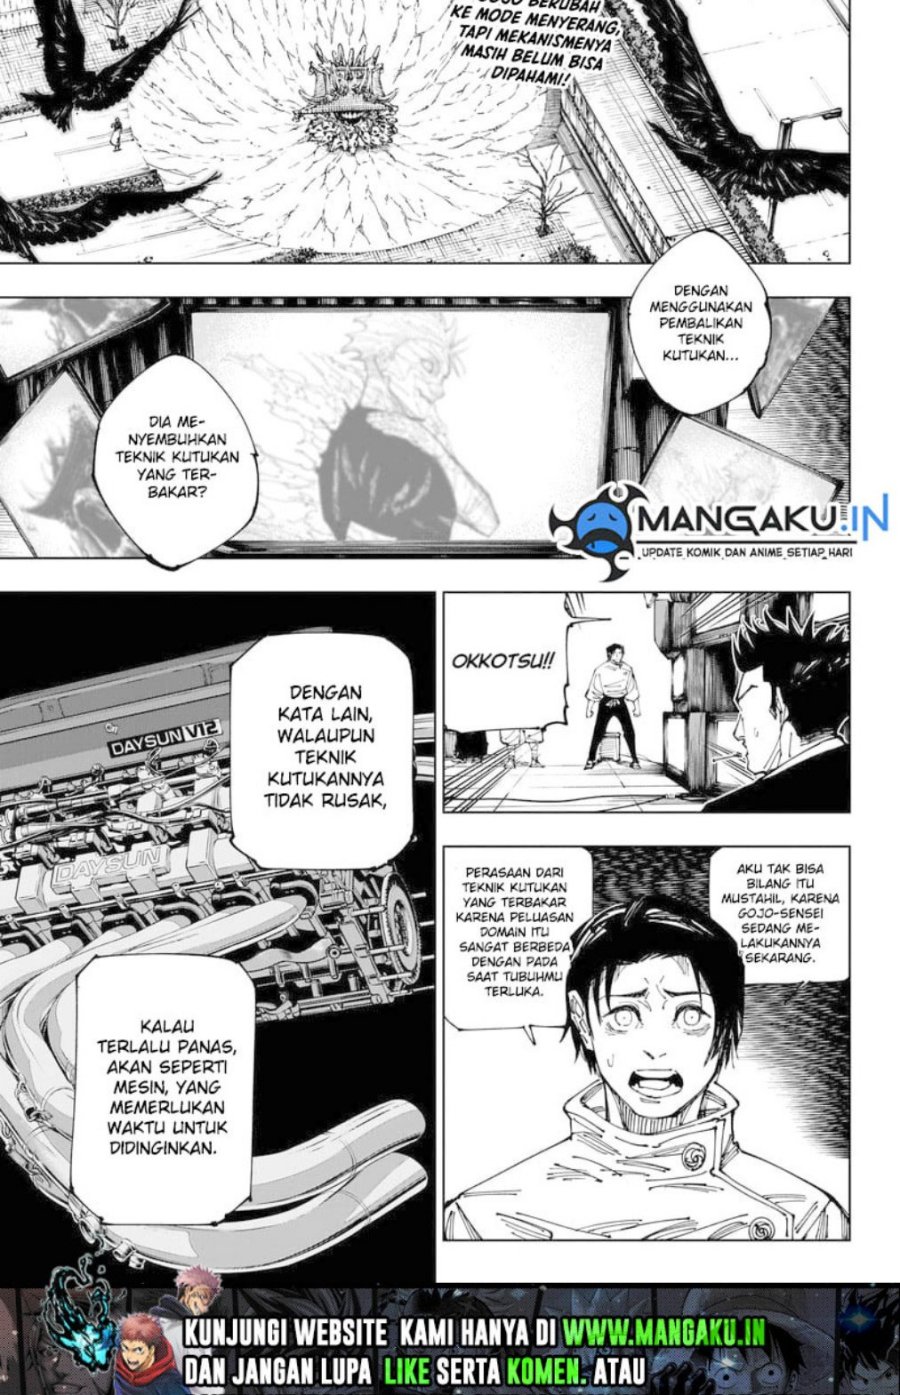 GOJO BERUBAH
KE MODE MENYERANG,
TAPI MEKANISMENYA
MASIH BELUM BISA
DIPAHAMI!
DENGAN
MENGGUNAKAN
PEMBALIKAN
TEKNIK
KUTUKAN...
DIA ME-
NYEMBUHKAN
TEKNIK KUTUKAN
YANG TER-
BAKAR?
MANGAKU.IN
UPDATE KOMIK DAN ANIME SETIAP HARI
OKKOTSU!!
DENGAN
KATA LAIN,
WALAUPUN
TEKNIK
KUTUKANNYA
TIDAK RUSAK,
DAYSUN V12
DAYSUN
AKU TAK BISA
BILANG ITU
MUSTAHIL, KARENA
GOJO-SENSEI
SEDANG ME-
LAKUKANNYA
SEKARANG.
PERASAAN DARI
TEKNIK KUTUKAN
YANG TERBAKAR
KARENA PELUASAN
DOMAIN ITU
SANGAT BERBEDA
DENGAN PADA
SAAT TUBUHMU
TERLUKA.
KALAU
TERLALU PANAS,
AKAN SEPERTI
MESIN, YANG
MEMERLUKAN
WAKTU UNTUK
DIDINGINKAN.
KUNJUNGI WEBSITE KAMI HANYA DI WWW.MANGAKU.IN
DAN JANGAN LUPA LIKE SERTA KOMEN. ATAU